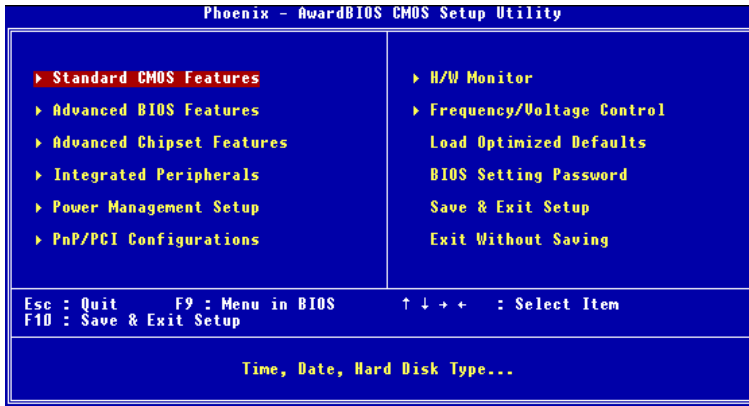 Phoenix - AwardBIOS CMOS Setup Utility
▸ Standard CMOS Features
▸ Advanced BIOS Features
▸ Advanced Chipset Features
▸ Integrated Peripherals
▸ Power Management Setup
▸ PnP/PCI Configurations
▸ H/W Monitor
▸ Frequency/Voltage Control
Load Optimized Defaults
BIOS Setting Password
Save & Exit Setup
Exit Without Saving
Esc : Quit F9 : Menu in BIOS ↑ ↓ → ← : Select Item
F10 : Save & Exit Setup
Time, Date, Hard Disk Type...